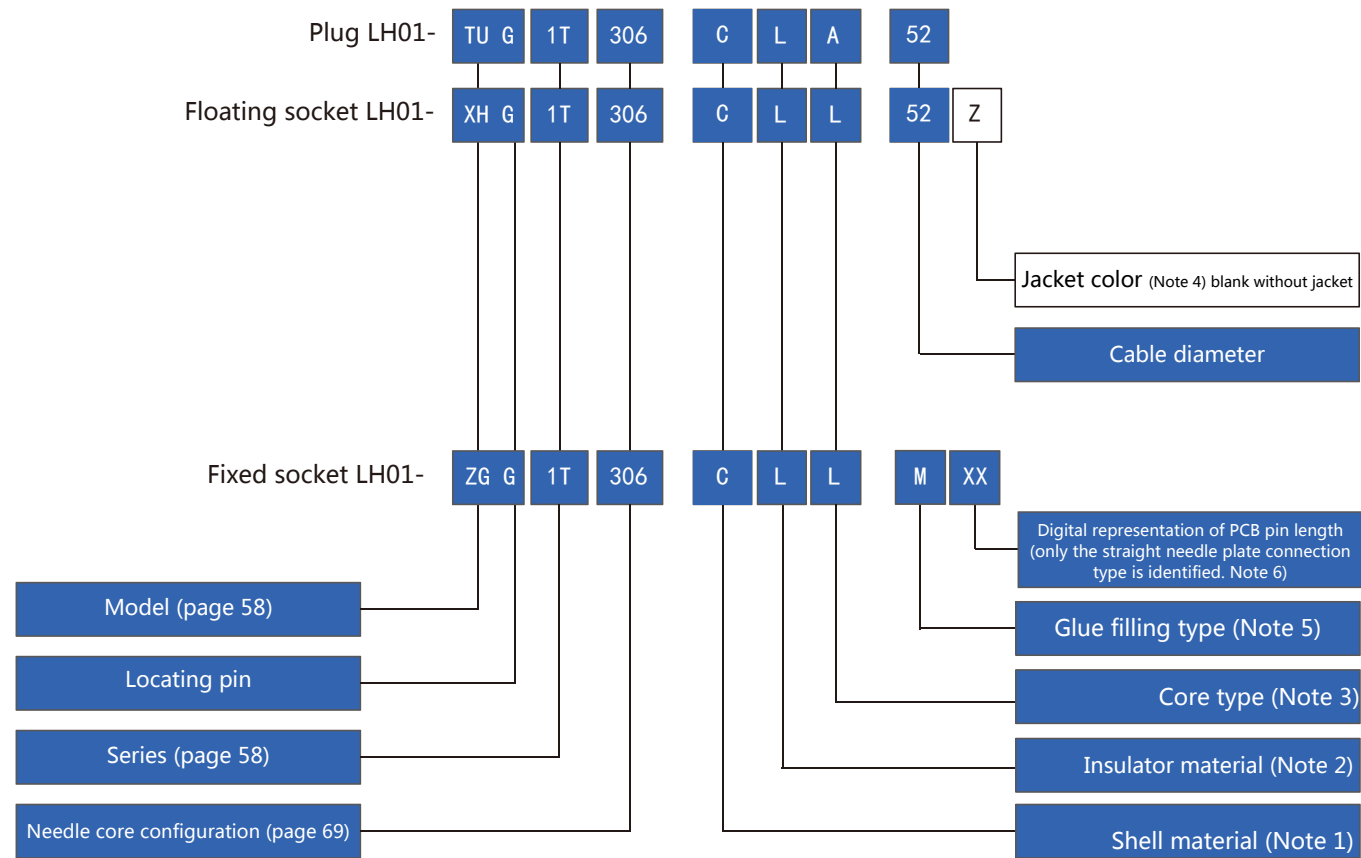 Plug LH01- TU G 1T 306 C L A 52
Floating socket LH01- XH G 1T 306 C L L 52 Z
Jacket color (Note 4) blank without jacket
Cable diameter
Fixed socket LH01- ZG G 1T 306 C L L M XX
Digital representation of PCB pin length
(only the straight needle plate connection
type is identified. Note 6)
Model (page 58)
Glue filling type (Note 5)
Locating pin
Core type (Note 3)
Series (page 58)
Insulator material (Note 2)
Needle core configuration (page 69)
Shell material (Note 1)